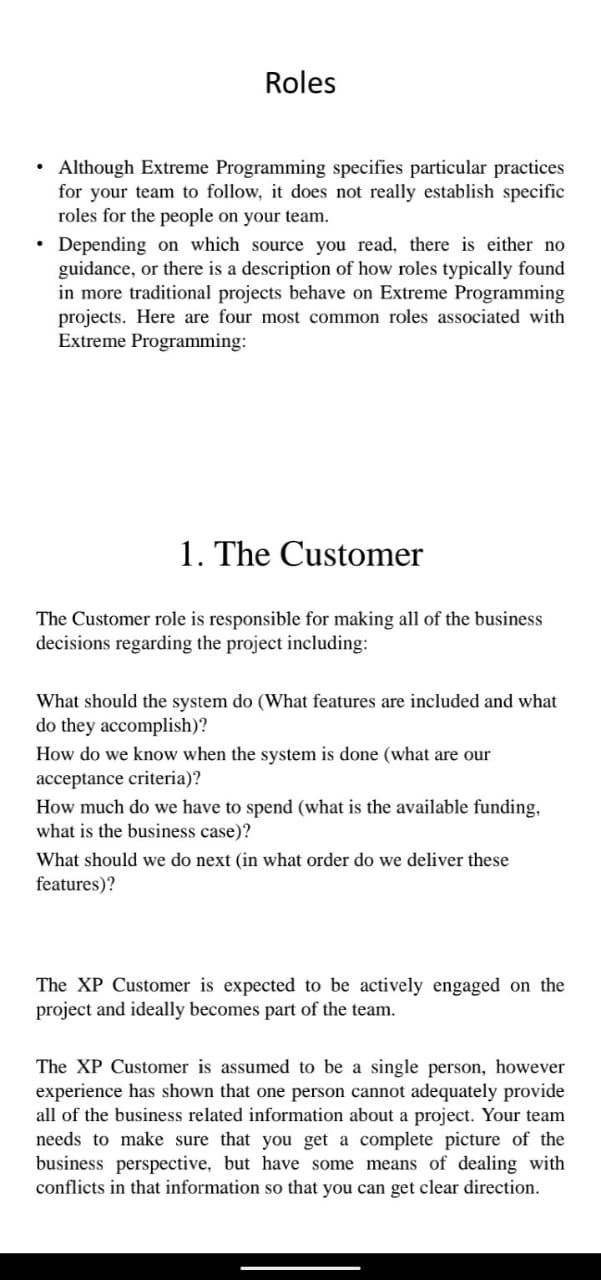 Roles
• Although Extreme Programming specifies particular practices
for your team to follow, it does not really establish specific
roles for the people on your team.
• Depending on which source you read, there is either no
guidance, or there is a description of how roles typically found
in more traditional projects behave on Extreme Programming
projects. Here are four most common roles associated with
Extreme Programming:
1. The Customer
The Customer role is responsible for making all of the business
decisions regarding the project including:
What should the system do (What features are included and what
do they accomplish)?
How do we know when the system is done (what are our
acceptance criteria)?
How much do we have to spend (what is the available funding,
what is the business case)?
What should we do next (in what order do we deliver these
features)?
The XP Customer is expected to be actively engaged on the
project and ideally becomes part of the team.
The XP Customer is assumed to be a single person, however
experience has shown that one person cannot adequately provide
all of the business related information about a project. Your team
needs to make sure that you get a complete picture of the
business perspective, but have some means of dealing with
conflicts in that information so that you can get clear direction.